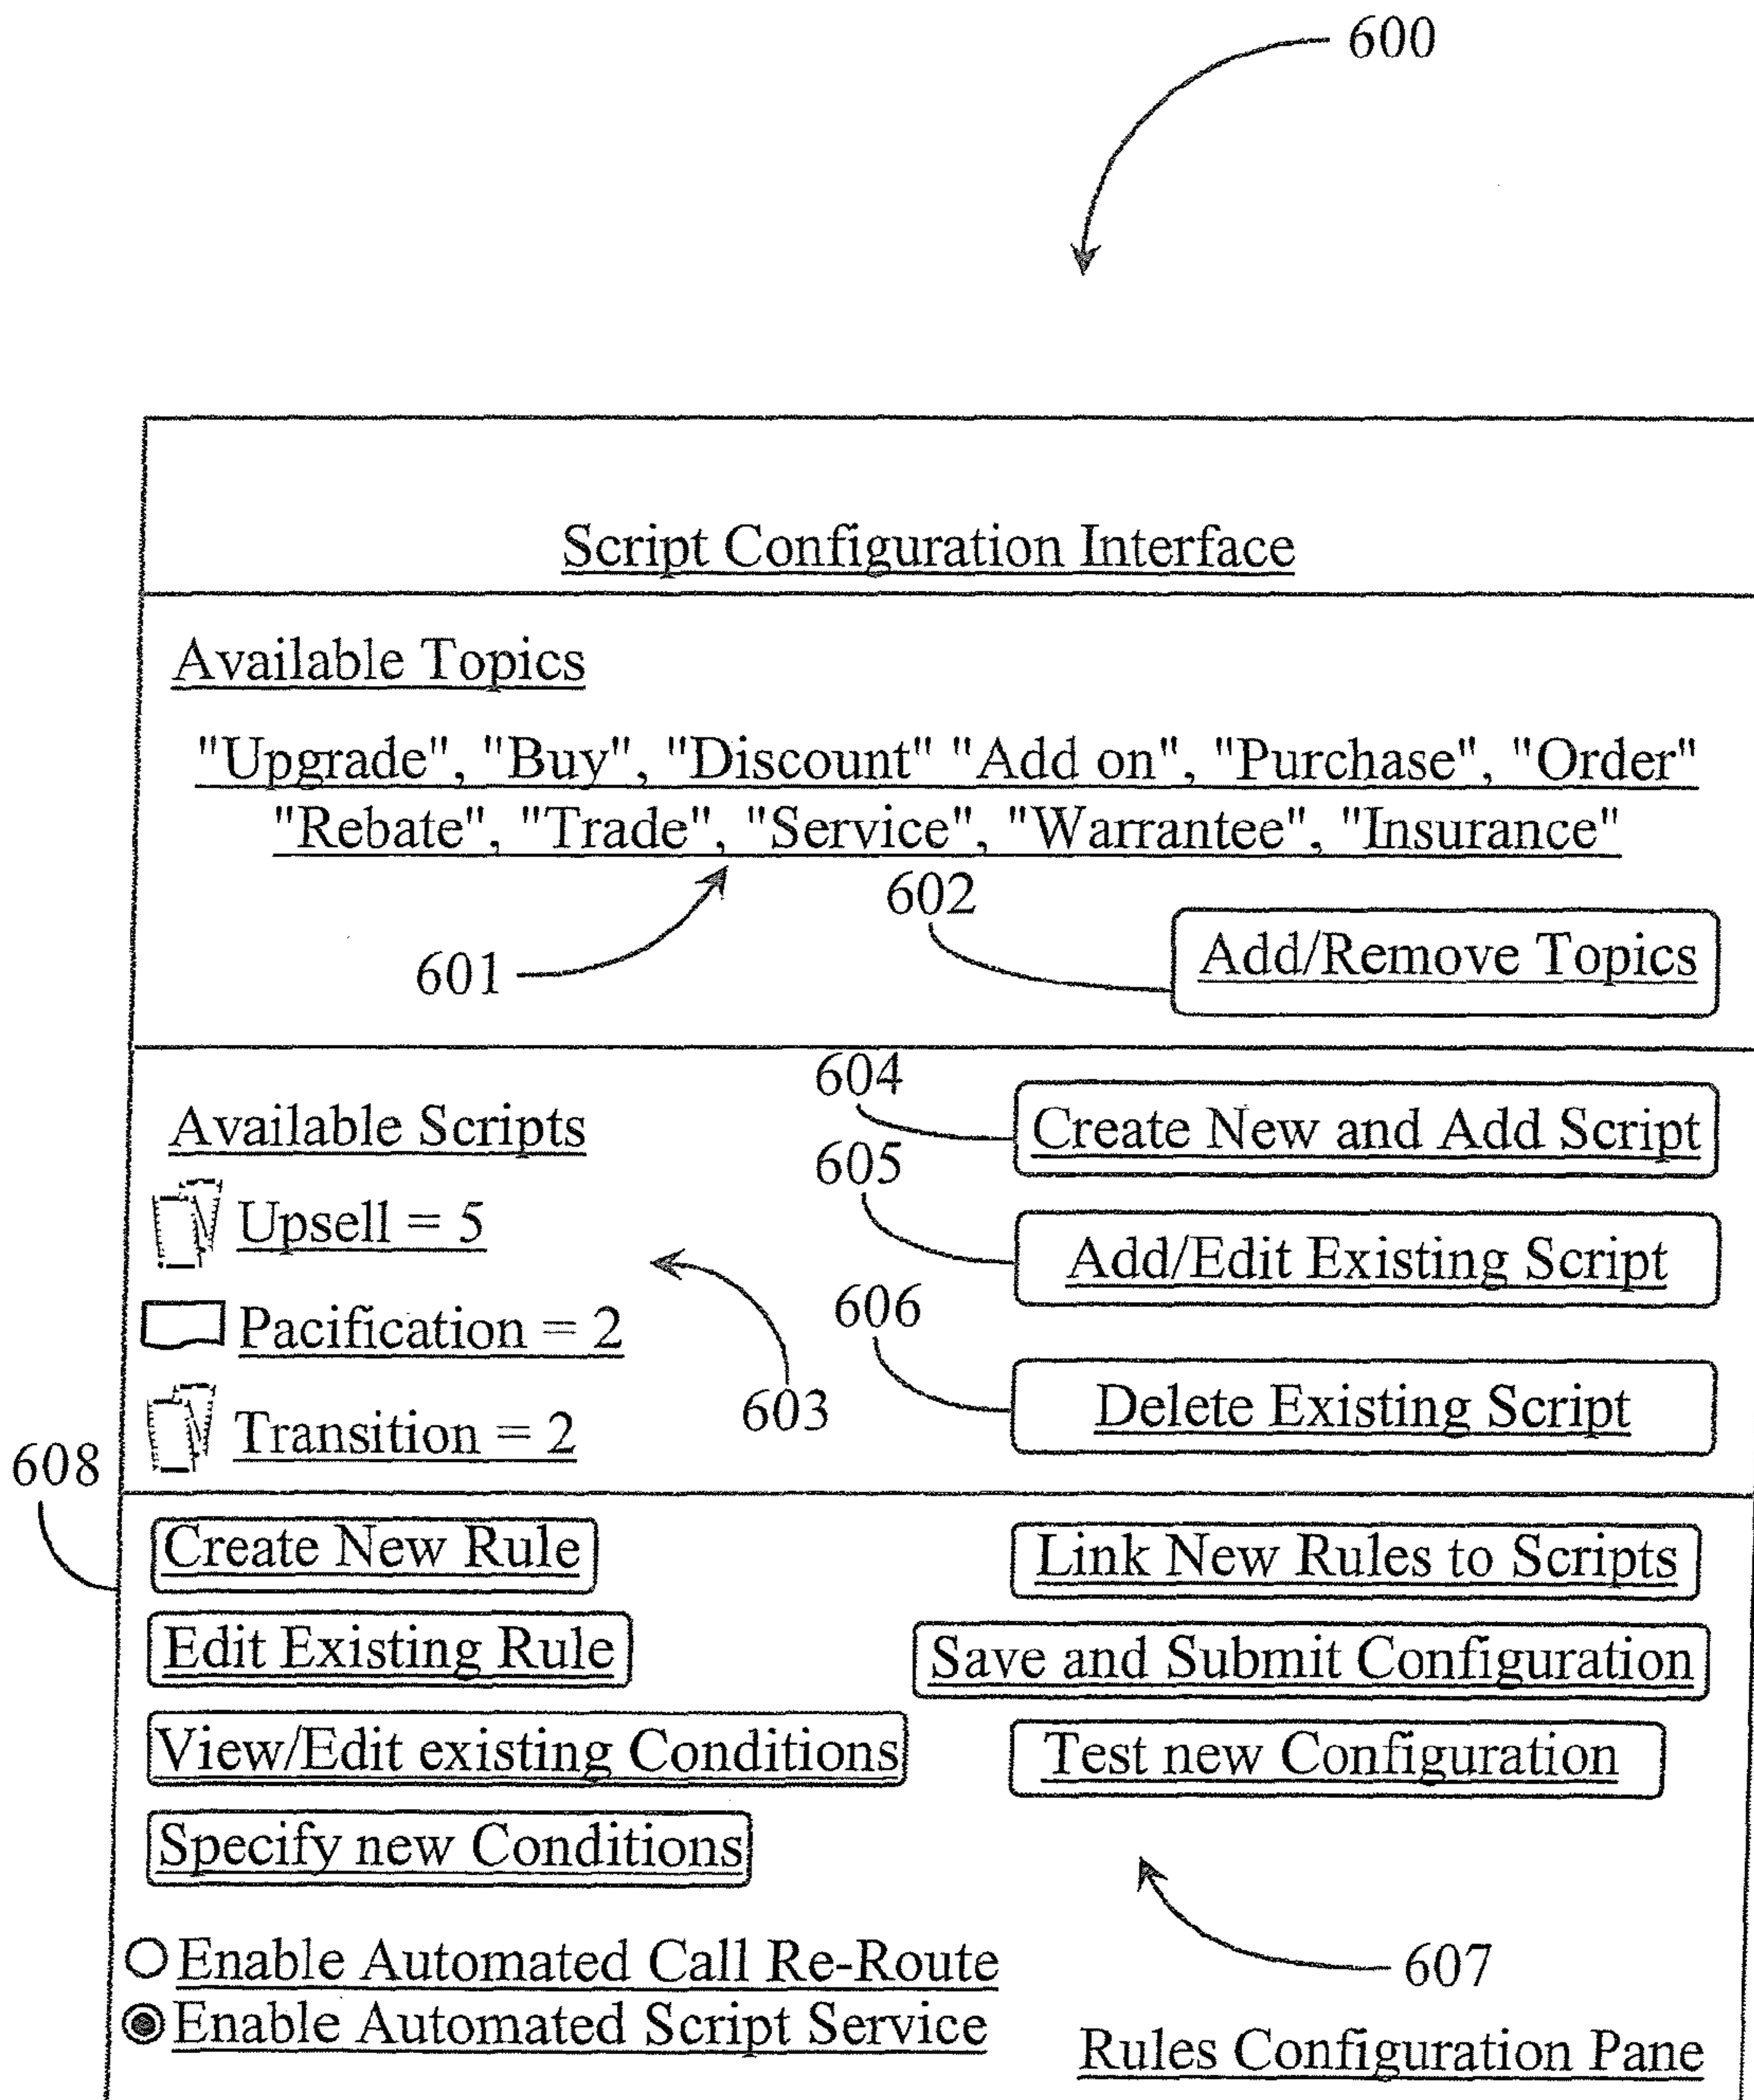 600
Script Configuration Interface
Available Topics
"Upgrade", "Buy", "Discount" "Add on", "Purchase", "Order"
"Rebate", "Trade", "Service", "Warrantee", "Insurance"
602
601
Add/Remove Topics
604
Available Scripts
Create New and Add Script
605
Upsell = 5
Add/Edit Existing Script
606
Pacification = 2
603
Delete Existing Script
Transition = 2
608
Create New Rule
Link New Rules to Scripts
Edit Existing Rule
Save and Submit Configuration
View/Edit existing Conditions
Test new Configuration
Specify new Conditions
Enable Automated Call Re-Route
607
Enable Automated Script Service
Rules Configuration Pane